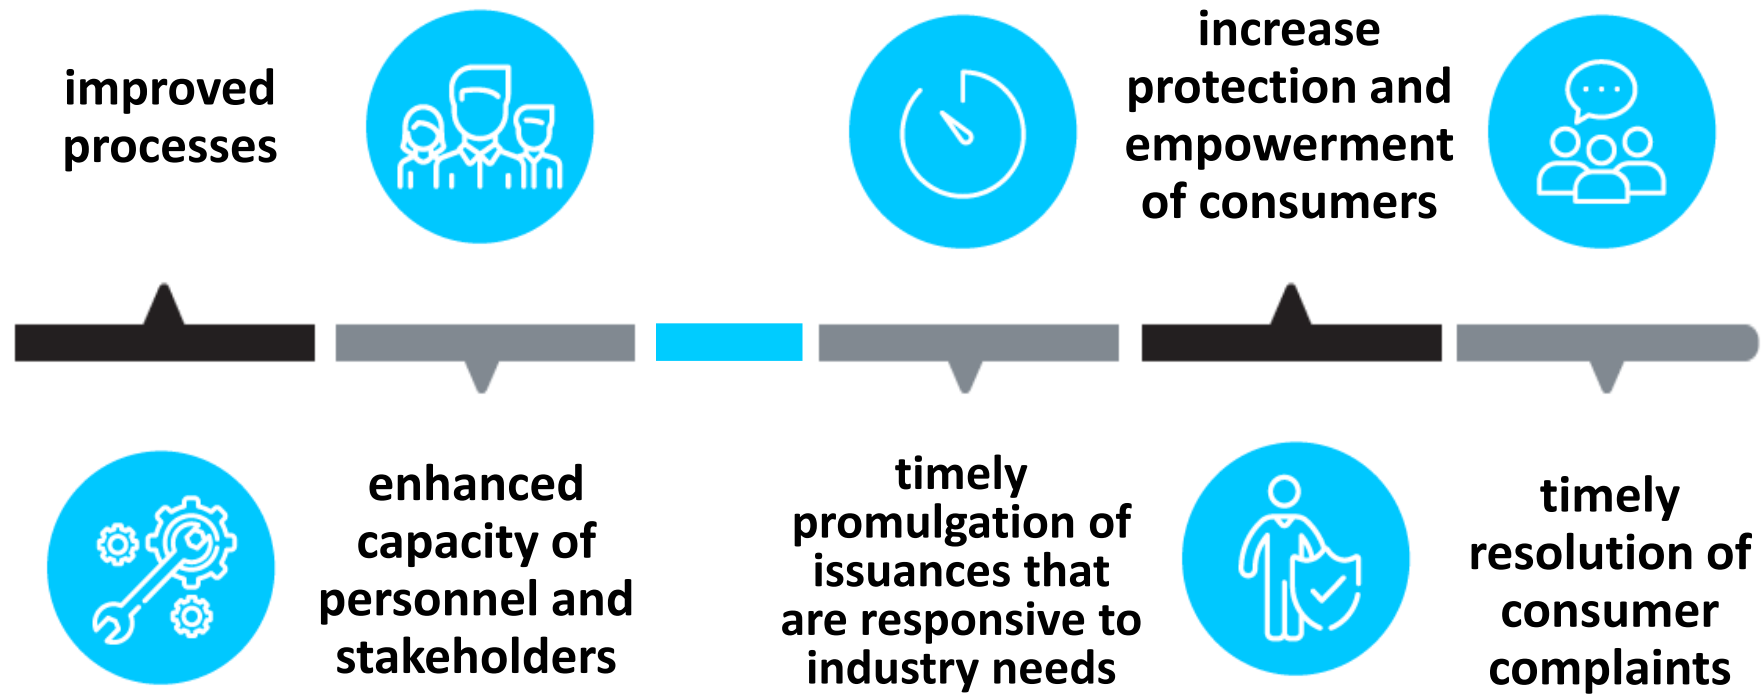 improved
processes
enhanced
capacity of
personnel and
stakeholders
timely
promulgation of
issuances that
are responsive to
industry needs
increase
protection and
empowerment
of consumers
timely
resolution of
consumer
complaints